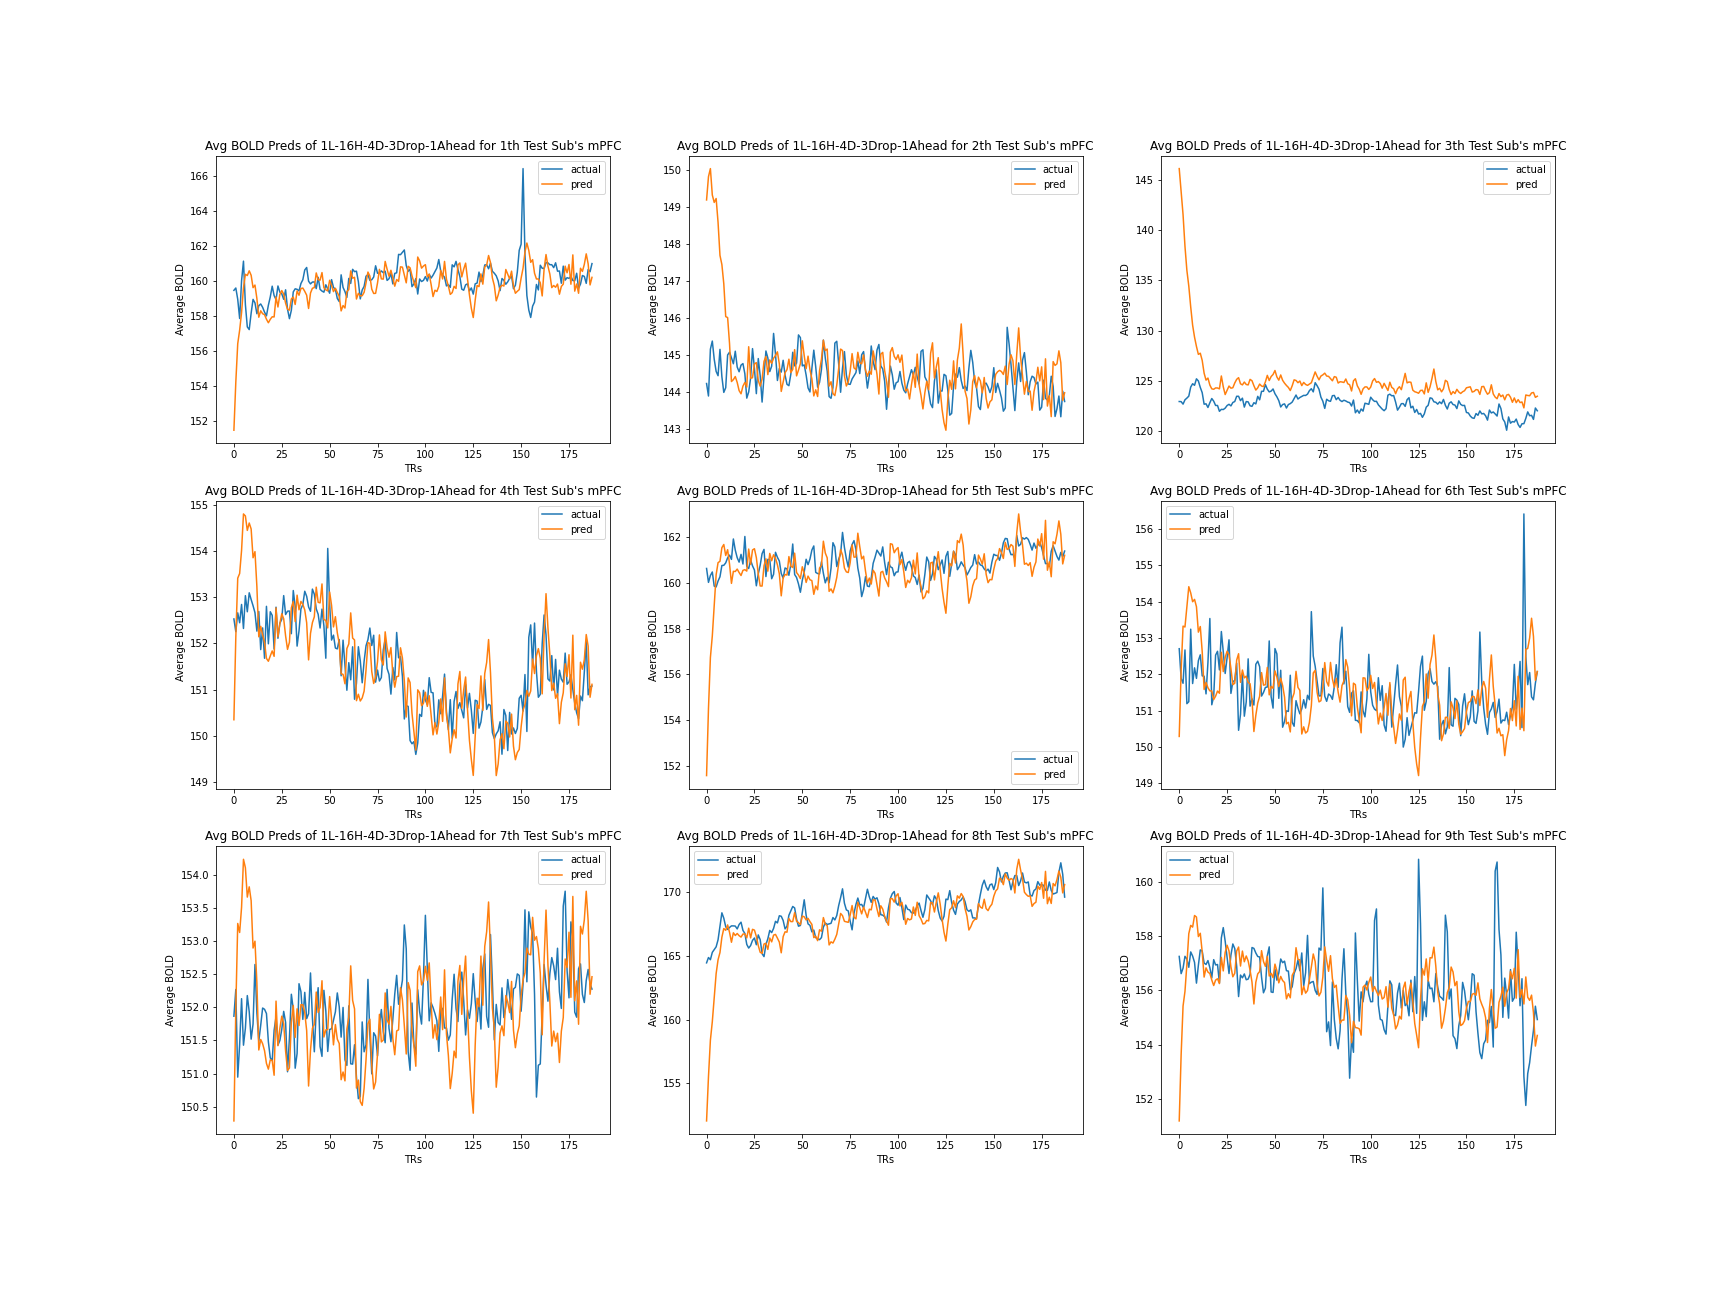 Avg BOLD Preds of 1L-16H-4D-3Drop-1Ahead for 1th Test Sub's mPFC
Average BOLD
166
164
162
160
158
156
154
152
actual
pred
0 25 50 75 100 125 150 175
TRs
Avg BOLD Preds of 1L-16H-4D-3Drop-1Ahead for 2th Test Sub's mPFC
Average BOLD
150
149
148
147
146
145
144
143
actual
pred
0 25 50 75 100 125 150 175
TRs
Avg BOLD Preds of 1L-16H-4D-3Drop-1Ahead for 3th Test Sub's mPFC
Average BOLD
145
140
135
130
125
120
actual
pred
0 25 50 75 100 125 150 175
TRs
Avg BOLD Preds of 1L-16H-4D-3Drop-1Ahead for 4th Test Sub's mPFC
Average BOLD
155
154
153
152
151
150
149
actual
pred
0 25 50 75 100 125 150 175
TRs
Avg BOLD Preds of 1L-16H-4D-3Drop-1Ahead for 5th Test Sub's mPFC
Average BOLD
162
160
158
156
154
152
actual
pred
0 25 50 75 100 125 150 175
TRs
Avg BOLD Preds of 1L-16H-4D-3Drop-1Ahead for 6th Test Sub's mPFC
Average BOLD
156
155
154
153
152
151
150
149
actual
pred
0 25 50 75 100 125 150 175
TRs
Avg BOLD Preds of 1L-16H-4D-3Drop-1Ahead for 7th Test Sub's mPFC
Average BOLD
154.0
153.5
153.0
152.5
152.0
151.5
151.0
150.5
actual
pred
0 25 50 75 100 125 150 175
TRs
Avg BOLD Preds of 1L-16H-4D-3Drop-1Ahead for 8th Test Sub's mPFC
Average BOLD
170
165
160
155
actual
pred
0 25 50 75 100 125 150 175
TRs
Avg BOLD Preds of 1L-16H-4D-3Drop-1Ahead for 9th Test Sub's mPFC
Average BOLD
160
158
156
154
152
actual
pred
0 25 50 75 100 125 150 175
TRs